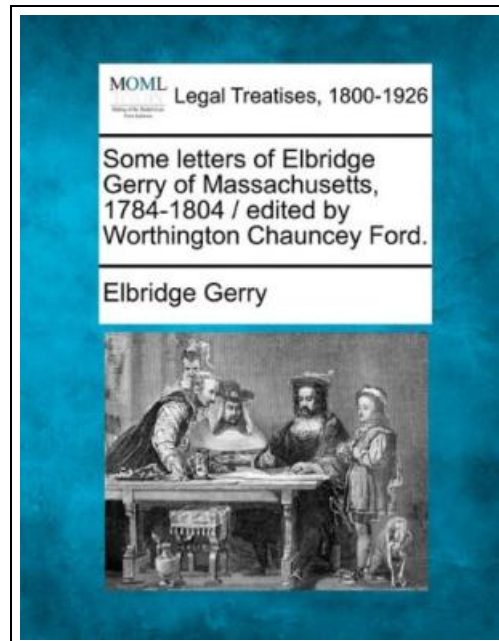 MOML
Legal Treatises, 1800-1926
Some letters of Elbridge
Gerry of Massachusetts,
1784-1804 / edited by
Worthington Chauncey Ford.
Elbridge Gerry